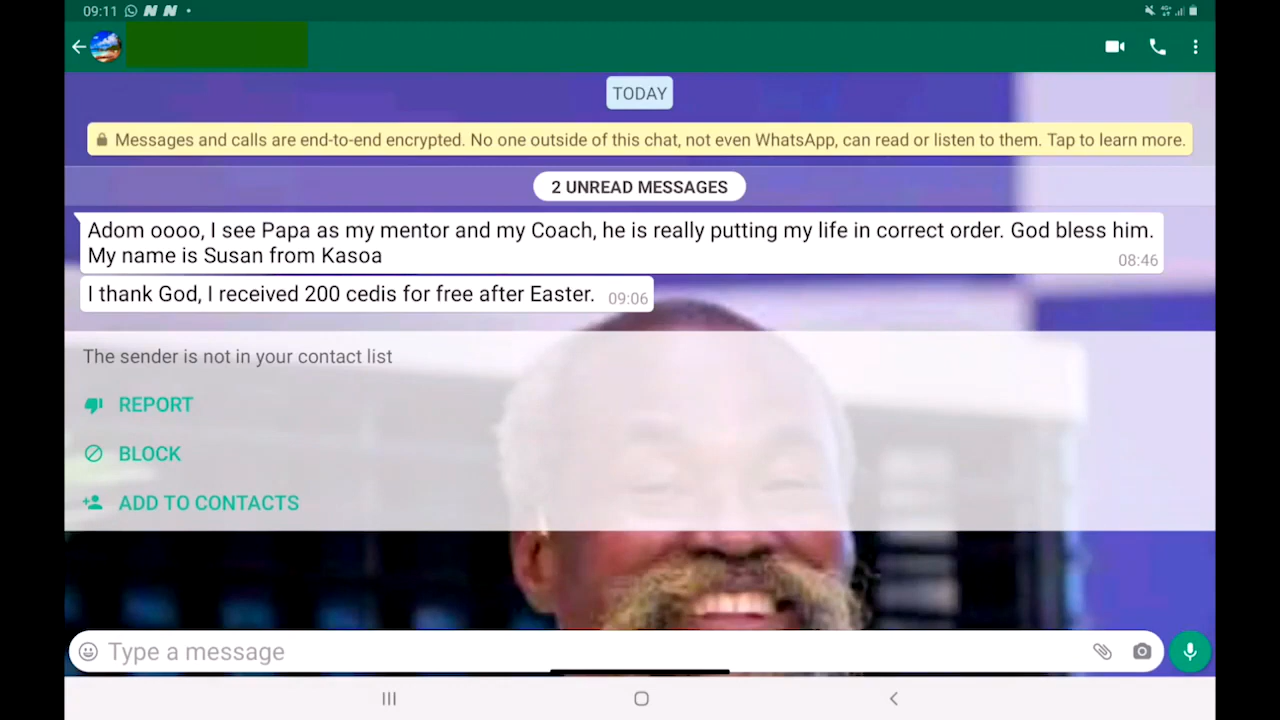 09:11
TODAY
Messages and calls are end-to-end encrypted. No one outside of this chat, not even WhatsApp, can read or listen to them. Tap to learn more.
2 UNREAD MESSAGES
Adom oooo, I see Papa as my mentor and my Coach, he is really putting my life in correct order. God bless him.
My name is Susan from Kasoa
08:46
I thank God, I received 200 cedis for free after Easter.
09:06
The sender is not in your contact list
REPORT
BLOCK
ADD TO CONTACTS
Type a message